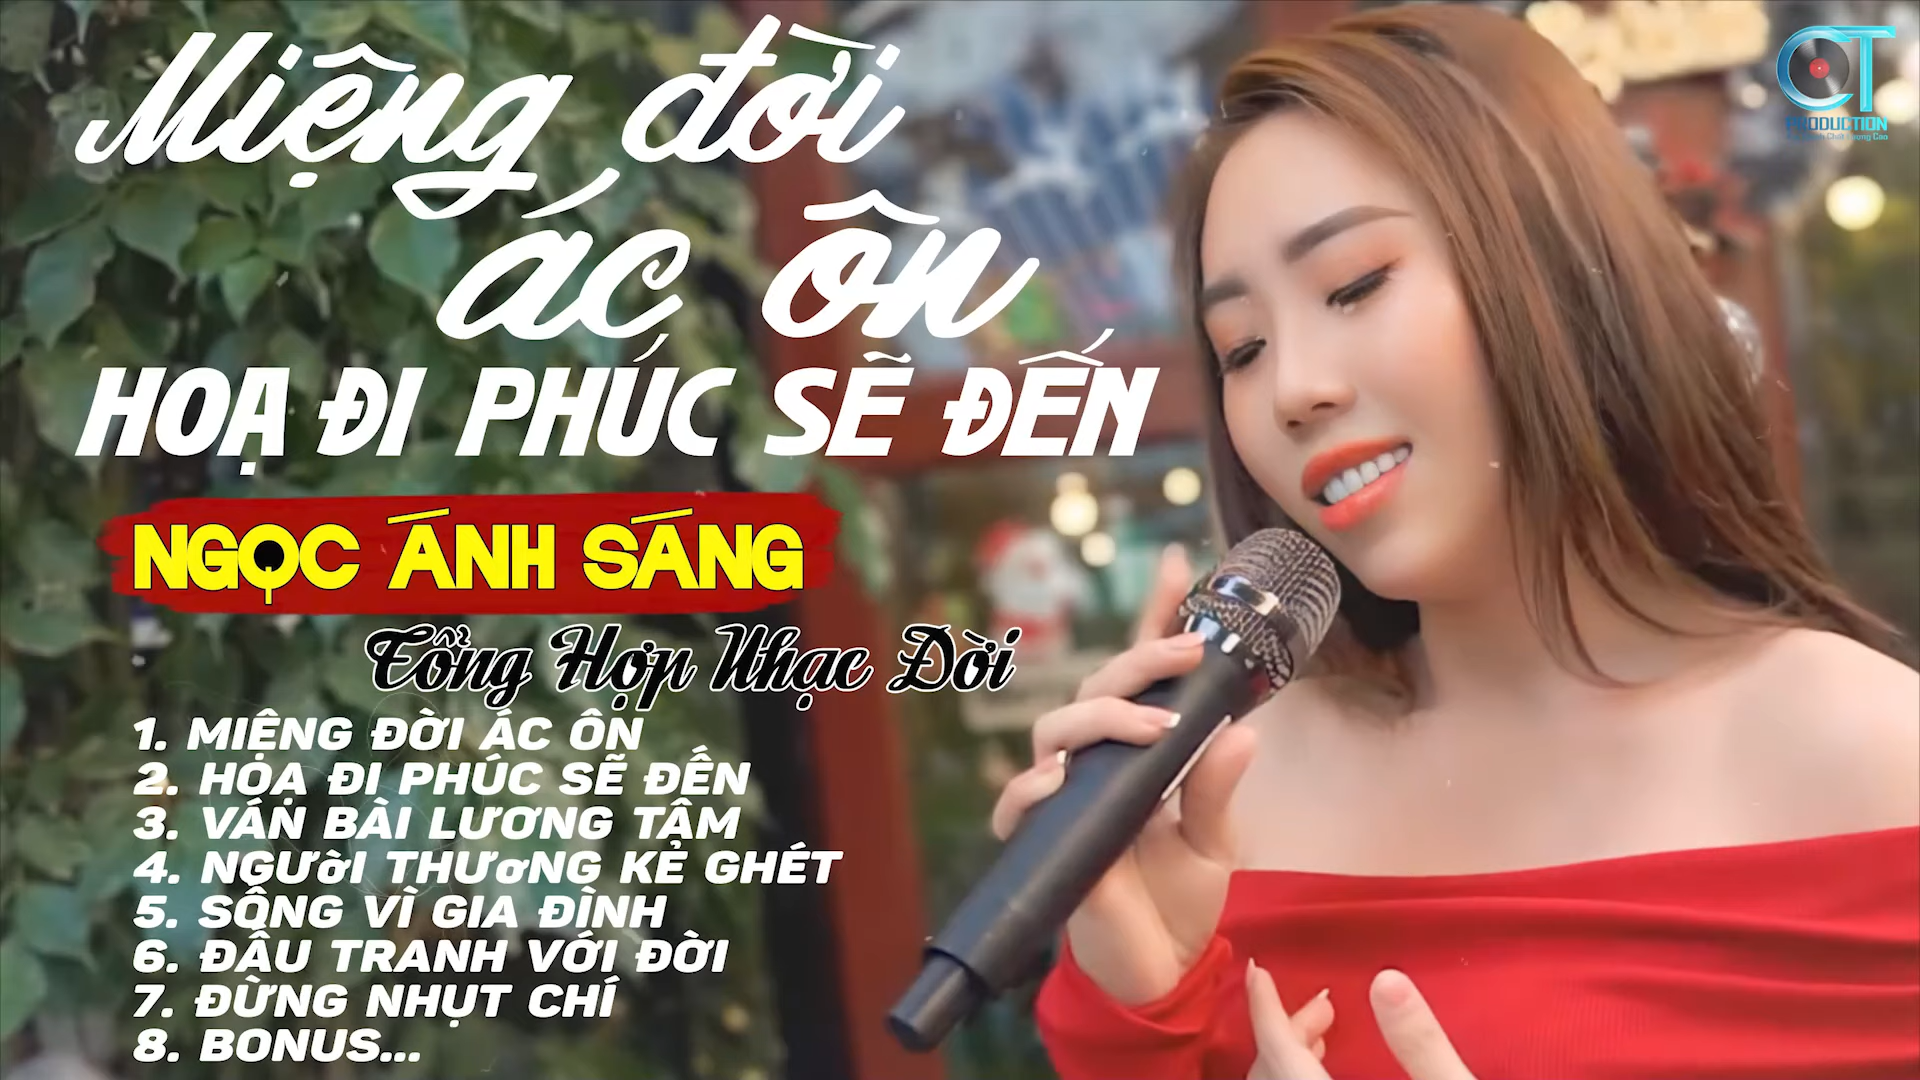 Miệng đời
ác ôn
HOẠ ĐI PHÚC SẼ ĐẾN
NGỌC ÁNH SÁNG
Tổng Hợp Nhạc Đời
1. MIỆNG ĐỜI ÁC ÔN
2. HOẠ ĐI PHÚC SẼ ĐẾN
3. VÁN BÀI LƯƠNG TÂM
4. NGƯỜI THƯƠNG KẺ GHÉT
5. SỐNG VÌ GIA ĐÌNH
6. ĐẤU TRANH VỚI ĐỜI
7. ĐỪNG NHỤT CHÍ
8. BONUS...
CT
PRODUCTION